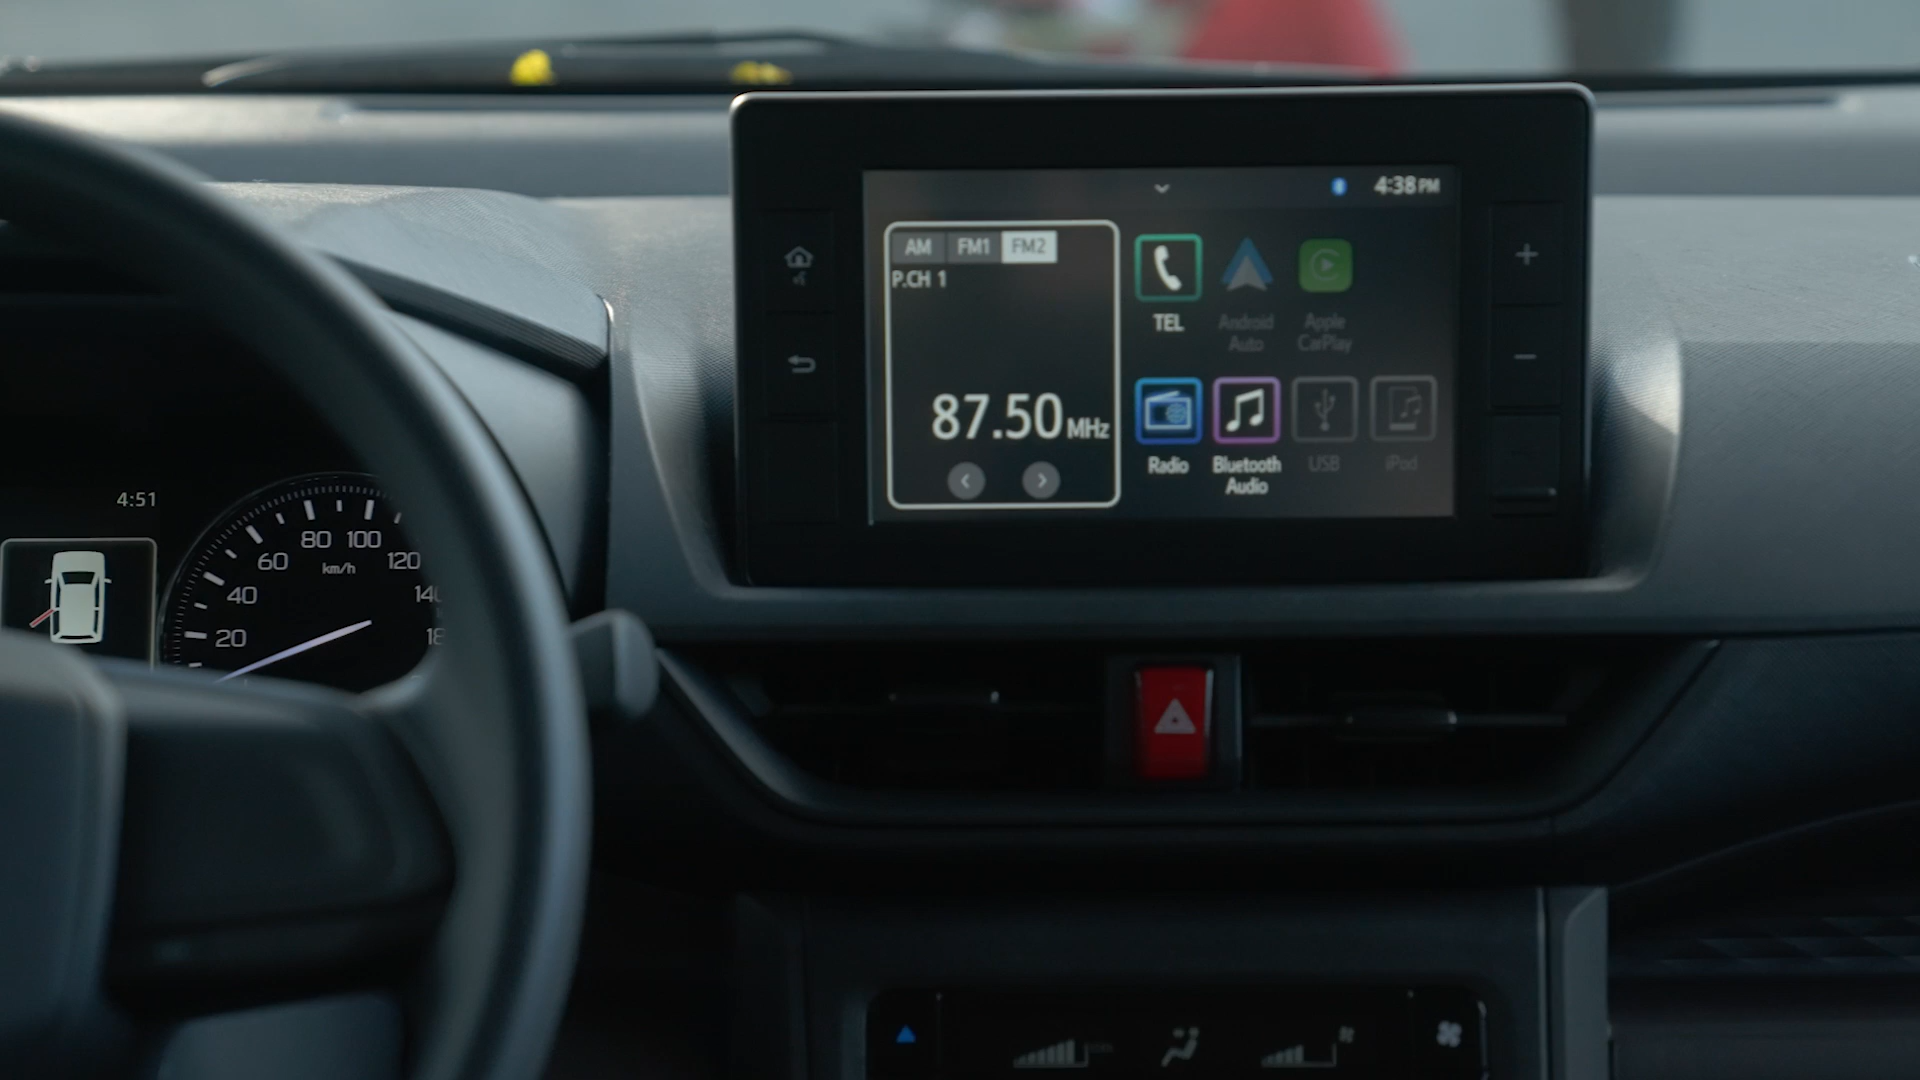 4:38 PM
AM FM1 FM2
P.CH 1
87.50 MHz
TEL
Android
Auto
Apple
CarPlay
Radio
Bluetooth
Audio
USB
iPod
4:51
80 100
60 km/h 120
40
20